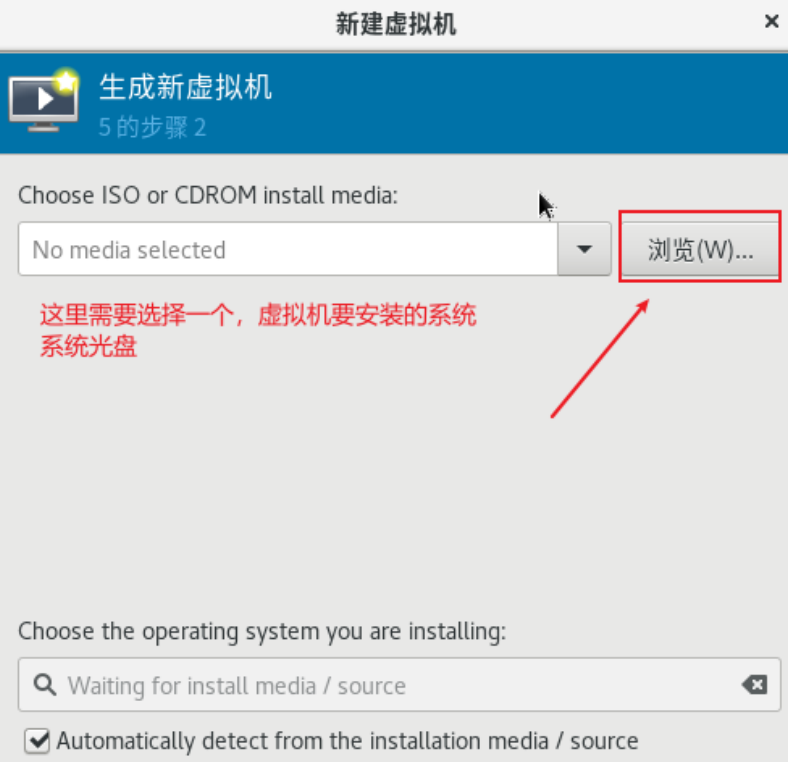 新建虚拟机
生成新虚拟机
5 的步骤 2
Choose ISO or CDROM install media:
No media selected
浏览(W)...
这里需要选择一个，虚拟机要安装的系统
系统光盘
Choose the operating system you are installing:
Waiting for install media / source
Automatically detect from the installation media / source